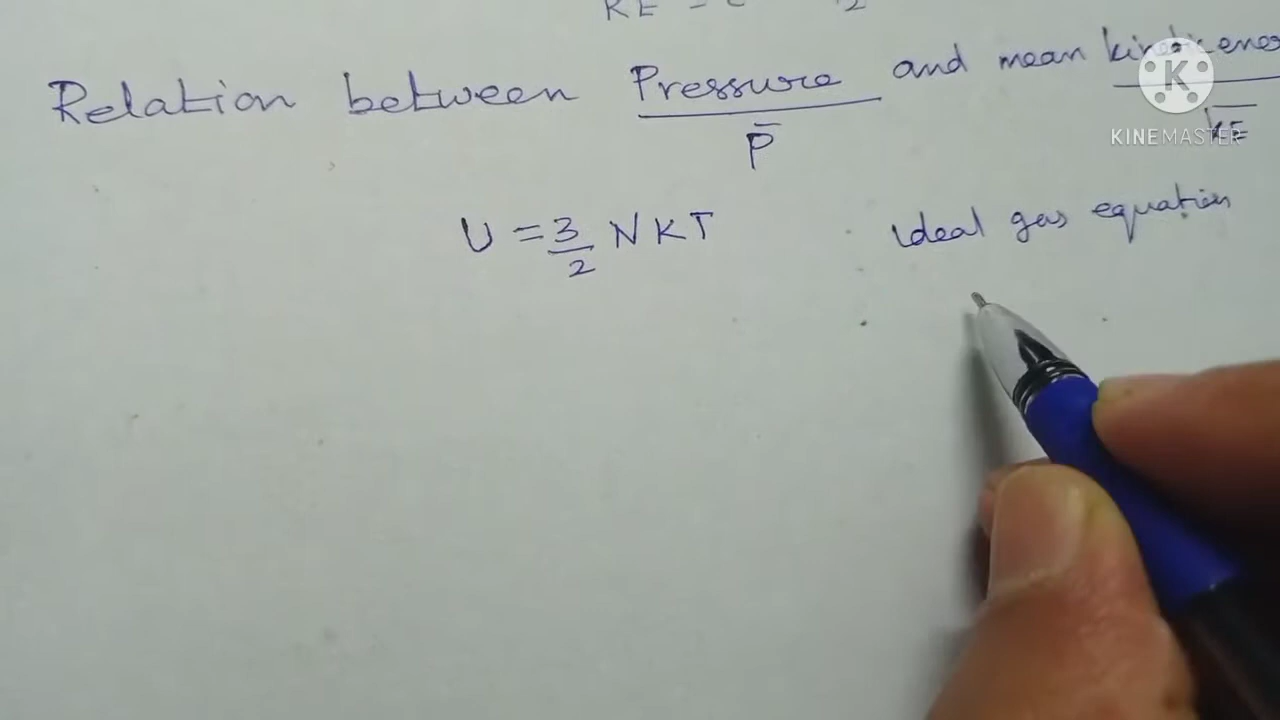 Relation between Pressure and mean
P̄
K̄E̅
U = 3/2 NKT
ideal gas equation
KINEMASTER